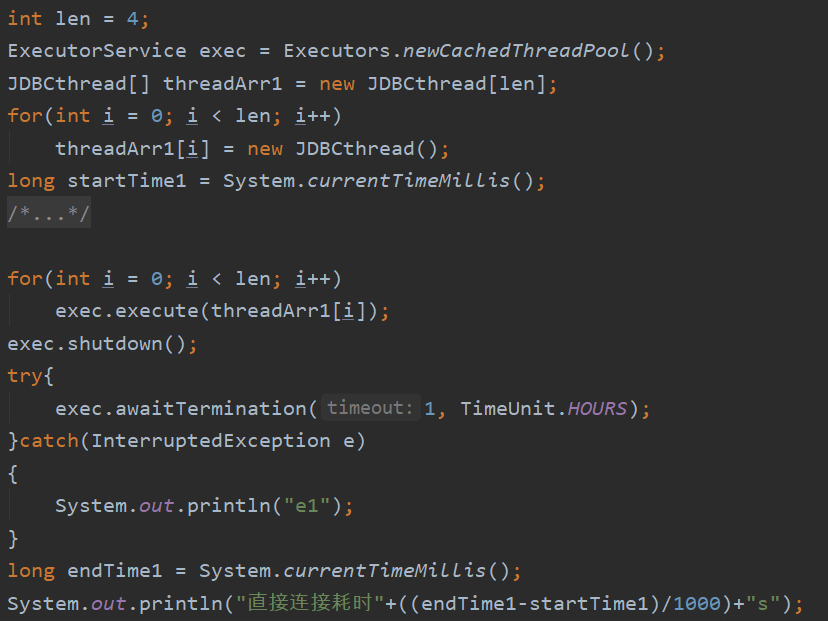 int len = 4;
ExecutorService exec = Executors.newCachedThreadPool();
JDBCthread[] threadArr1 = new JDBCthread[len];
for(int i = 0; i < len; i++)
    threadArr1[i] = new JDBCthread();
long startTime1 = System.currentTimeMillis();
/*...*/
for(int i = 0; i < len; i++)
    exec.execute(threadArr1[i]);
exec.shutdown();
try{
    exec.awaitTermination( timeout: 1, TimeUnit.HOURS);
}catch(InterruptedException e)
{
    System.out.println("e1");
}
long endTime1 = System.currentTimeMillis();
System.out.println("直接连接耗时"+((endTime1-startTime1)/1000)+"s");